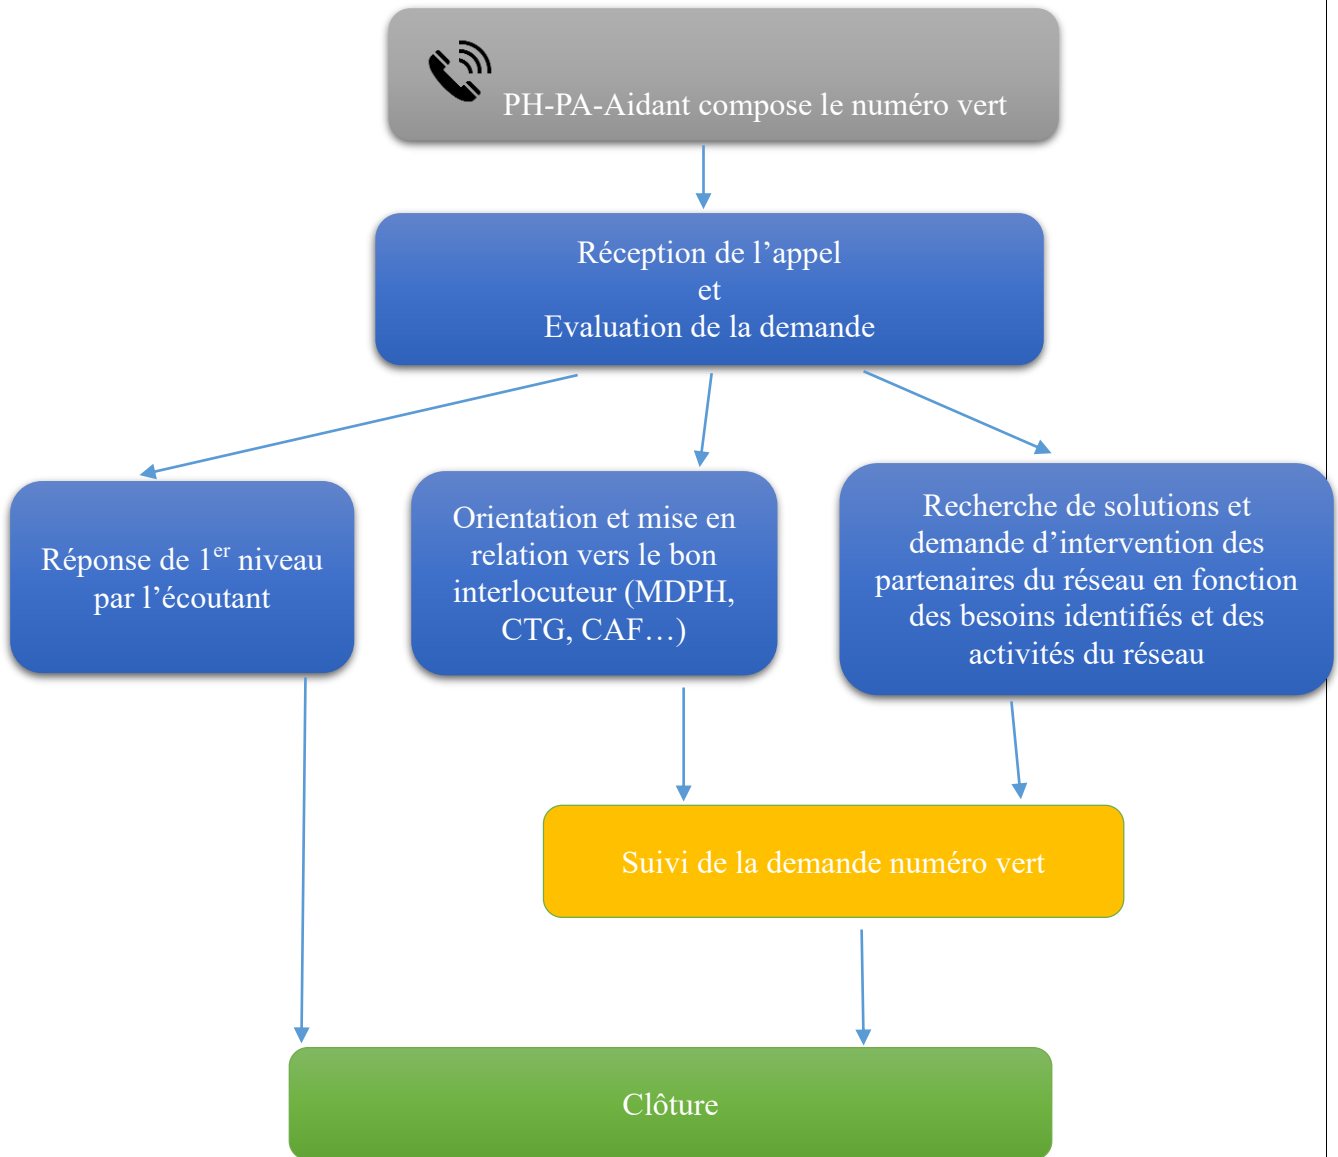 PH-PA-Aidant compose le numéro vert
Réception de l’appel
et
Evaluation de la demande
Réponse de 1er niveau
par l’écoutant
Orientation et mise en
relation vers le bon
interlocuteur (MDPH,
CTG, CAF…)
Recherche de solutions et
demande d’intervention des
partenaires du réseau en fonction
des besoins identifiés et des
activités du réseau
Suivi de la demande numéro vert
Clôture